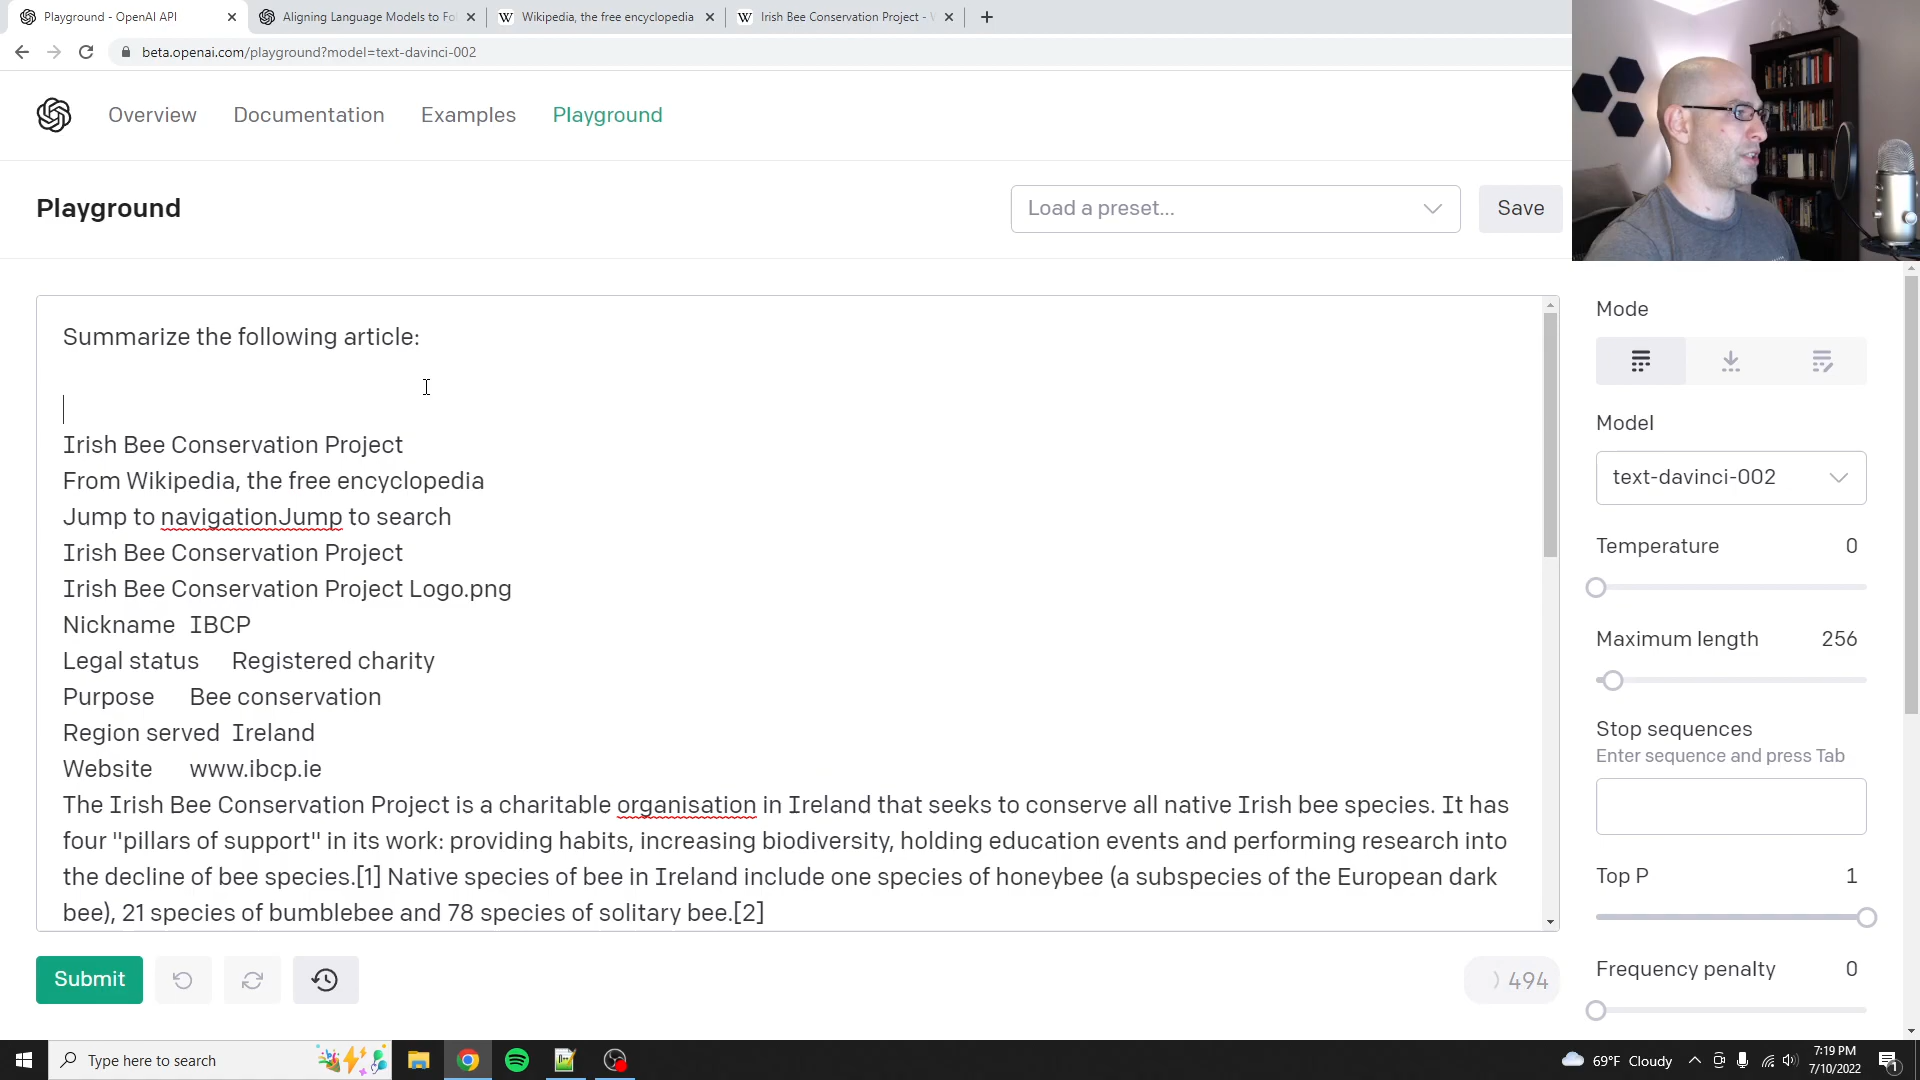 Playground - OpenAI API
Aligning Language Models to Fo
Wikipedia, the free encyclopedia
Irish Bee Conservation Project -
beta.openai.com/playground?model=text-davinci-002
Overview
Documentation
Examples
Playground
Playground
Load a preset...
Save
Summarize the following article:
Irish Bee Conservation Project
From Wikipedia, the free encyclopedia
Jump to navigationJump to search
Irish Bee Conservation Project
Irish Bee Conservation Project Logo.png
Nickname IBCP
Legal status Registered charity
Purpose Bee conservation
Region served Ireland
Website www.ibcp.ie
The Irish Bee Conservation Project is a charitable organisation in Ireland that seeks to conserve all native Irish bee species. It has
four "pillars of support" in its work: providing habits, increasing biodiversity, holding education events and performing research into
the decline of bee species.[1] Native species of bee in Ireland include one species of honeybee (a subspecies of the European dark
bee), 21 species of bumblebee and 78 species of solitary bee.[2]
Submit
494
Mode
Model
text-davinci-002
Temperature 0
Maximum length 256
Stop sequences
Enter sequence and press Tab
Top P 1
Frequency penalty 0
Type here to search
69°F Cloudy
7:19 PM
7/10/2022
1